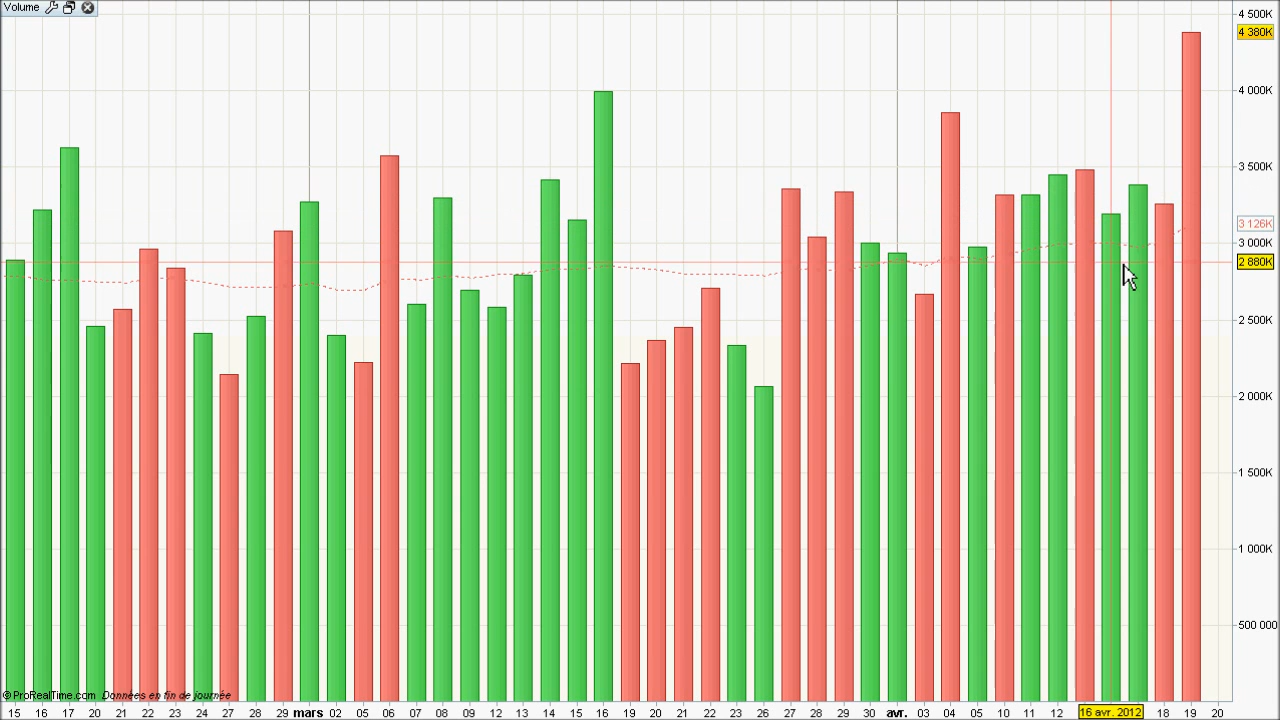 Volume
4 500K
4 380K
4 000K
3 500K
3 126K
3 000K
2 880K
2 500K
2 000K
1 500K
1 000K
500 000
©ProRealTime.com Données en fin de journée
15 16 17 20 21 22 23 24 27 28 29 mars 02 05 06 07 08 09 12 13 14 15 16 19 20 21 22 23 26 27 28 29 30 avr. 03 04 05 10 11 12 16 avr. 2012 18 19 20